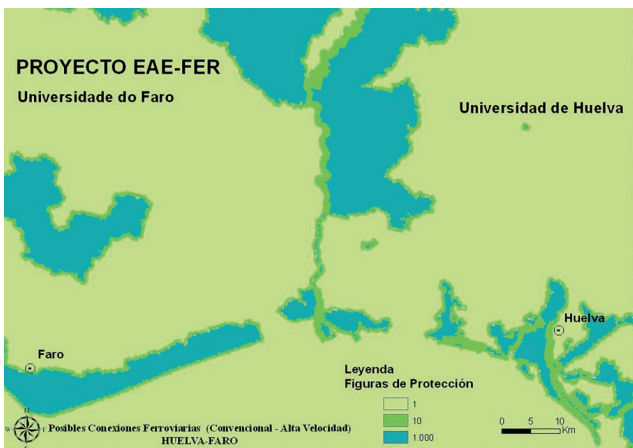 PROYECTO EAE-FER
Universidade do Faro
Universidad de Huelva
Huelva
Faro
Leyenda
Figuras de Protección
1
10
1.000
0 5 10
Km
N
W
E
Posibles Conexiones Ferroviarias (Convencional - Alta Velocidad)
HUELVA-FARO